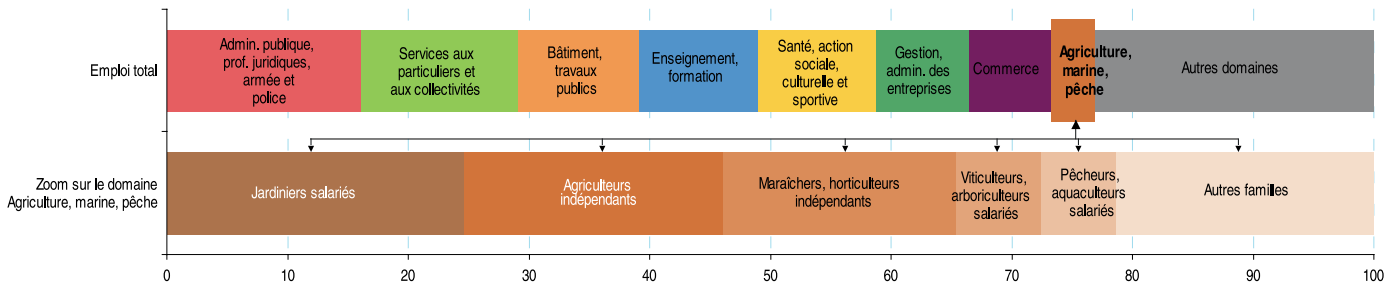 Emploi total
Admin. publique,
prof. juridiques,
armée et
police
Services aux
particuliers et
aux collectivités
Bâtiment,
travaux
publics
Enseignement,
formation
Santé, action
sociale,
culturelle et
sportive
Gestion,
admin. des
entreprises
Commerce
Agriculture,
marine,
pêche
Autres domaines
Zoom sur le domaine
Agriculture, marine, pêche
Jardiniers salariés
Agriculteurs
indépendants
Maraîchers, horticulteurs
indépendants
Viticulteurs,
arboriculteurs
salariés
Pêcheurs,
aquaculteurs
salariés
Autres familles
0 10 20 30 40 50 60 70 80 90 100